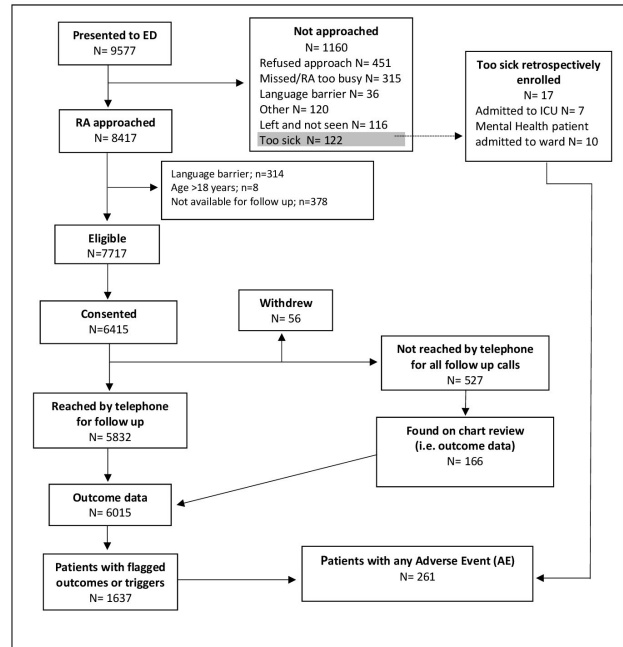 Presented to ED
N= 9577
Not approached
N= 1160
Refused approach N= 451
Missed/RA too busy N= 315
Language barrier N= 36
Other N= 120
Left and not seen N= 116
Too sick N= 122
Too sick retrospectively
enrolled
N= 17
Admitted to ICU N= 7
Mental Health patient
admitted to ward N= 10
RA approached
N= 8417
Language barrier; n=314
Age >18 years; n=8
Not available for follow up; n=378
Eligible
N=7717
Consented
N=6415
Withdrew
N= 56
Not reached by telephone
for all follow up calls
N= 527
Reached by telephone
for follow up
N= 5832
Found on chart review
(i.e. outcome data)
N= 166
Outcome data
N= 6015
Patients with flagged
outcomes or triggers
N= 1637
Patients with any Adverse Event (AE)
N= 261